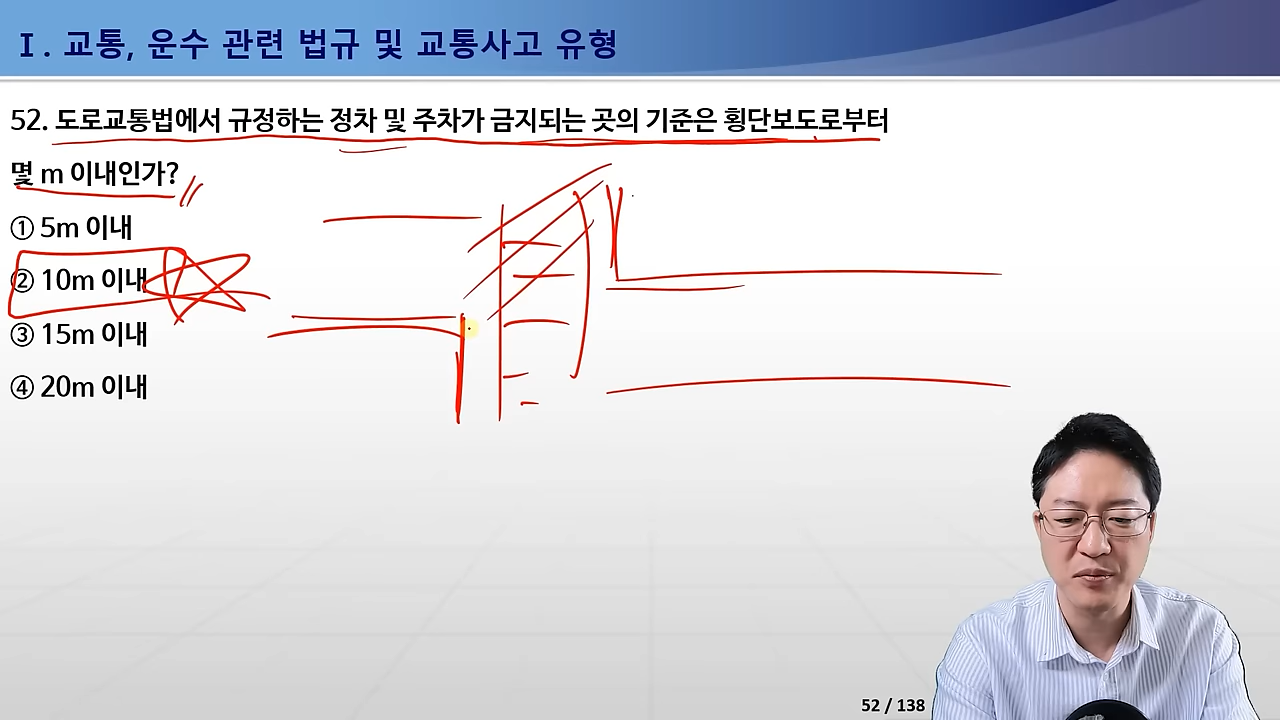 Ⅰ. 교통, 운수 관련 법규 및 교통사고 유형
52. 도로교통법에서 규정하는 정차 및 주차가 금지되는 곳의 기준은 횡단보도로부터
몇 m 이내인가?
① 5m 이내
② 10m 이내
③ 15m 이내
④ 20m 이내
52 / 138